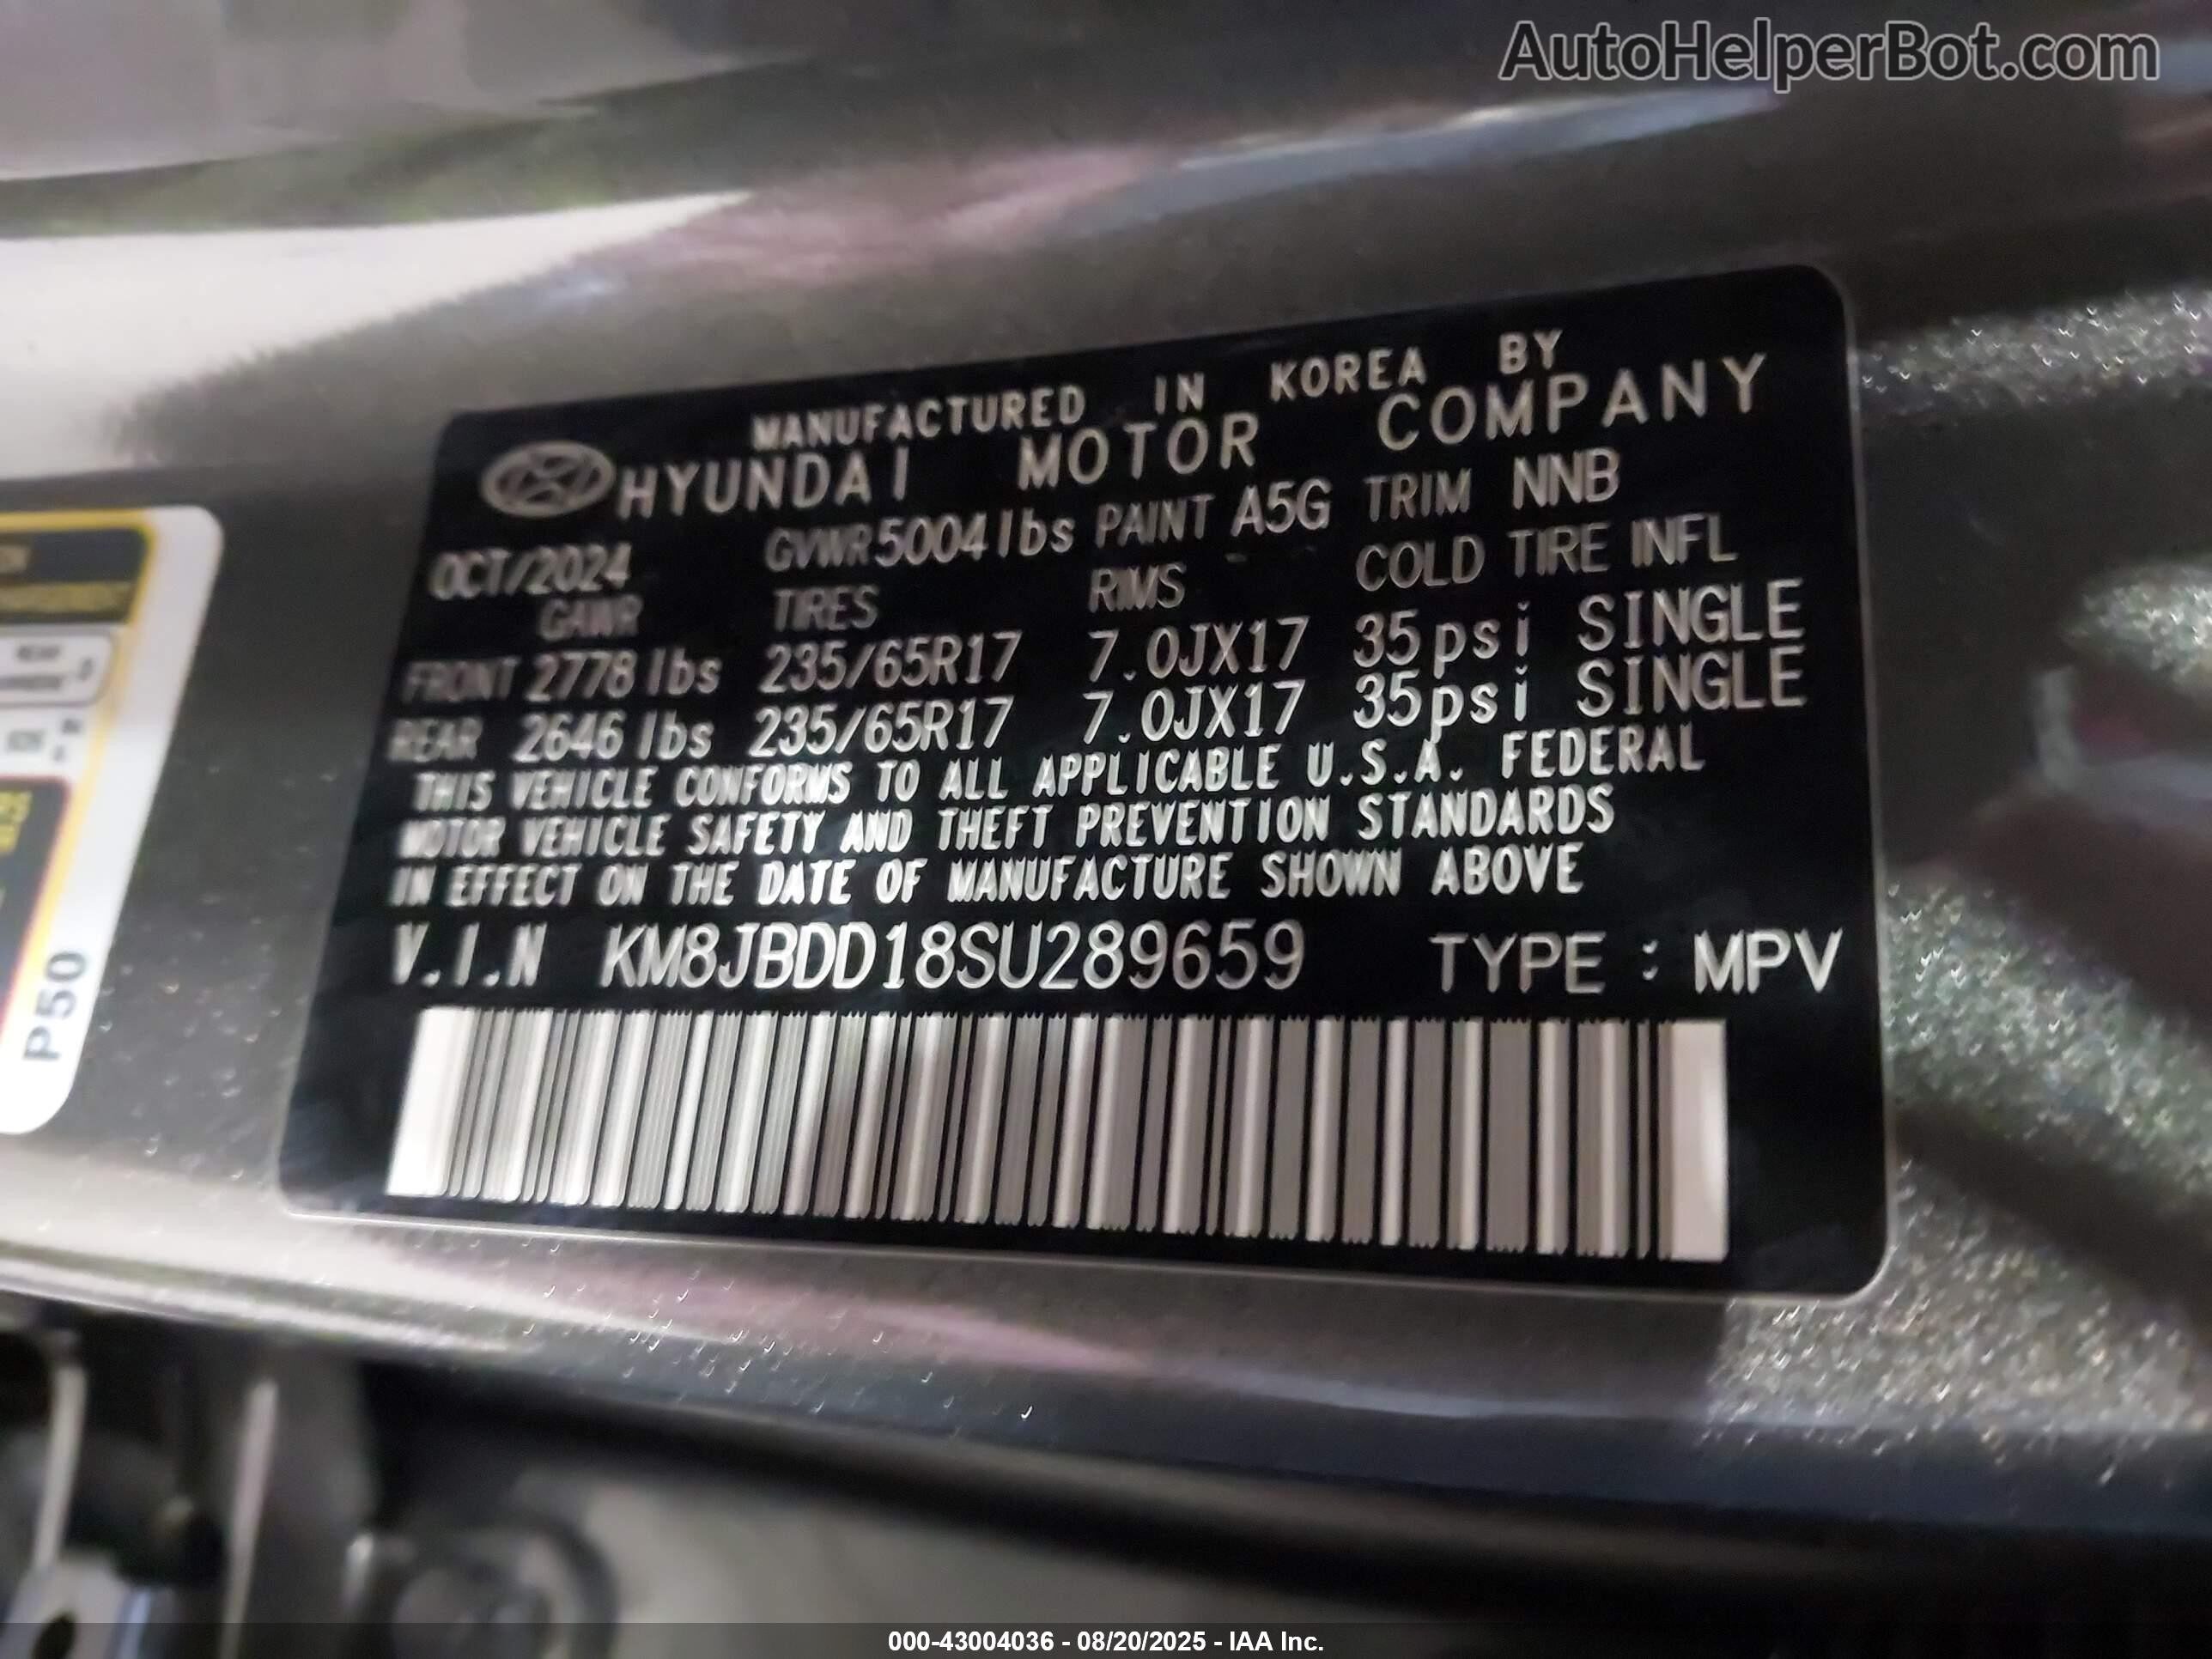 AutoHelperBot.com
MANUFACTURED IN KOREA BY
HYUNDAI MOTOR COMPANY
OCT/2024 GVWR 5004 lbs PAINT A5G TRIM NNB
GAWR TIRES RIMS COLD TIRE INFL
FRONT 2778 lbs 235/65R17 7.0JX17 35psi SINGLE
REAR 2646 lbs 235/65R17 7.0JX17 35psi SINGLE
THIS VEHICLE CONFORMS TO ALL APPLICABLE U.S.A. FEDERAL
MOTOR VEHICLE SAFETY AND THEFT PREVENTION STANDARDS
IN EFFECT ON THE DATE OF MANUFACTURE SHOWN ABOVE
V.I.N KM8JBDD18SU289659 TYPE : MPV
P50
000-43004036 - 08/20/2025 - IAA Inc.